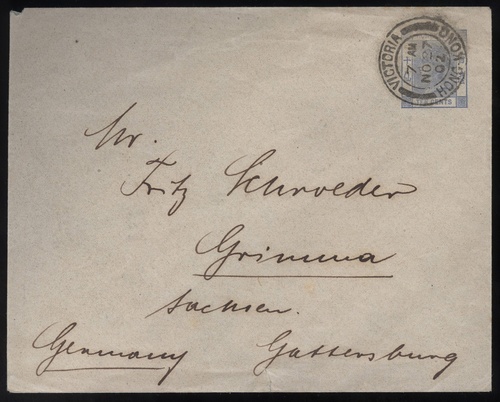 VICTORIA
HONG KONG
7 AM
NO 27
02
CENTS
Mr.
Fritz Schroeder
Grimma
Sachsen.
Germany Gattersburg